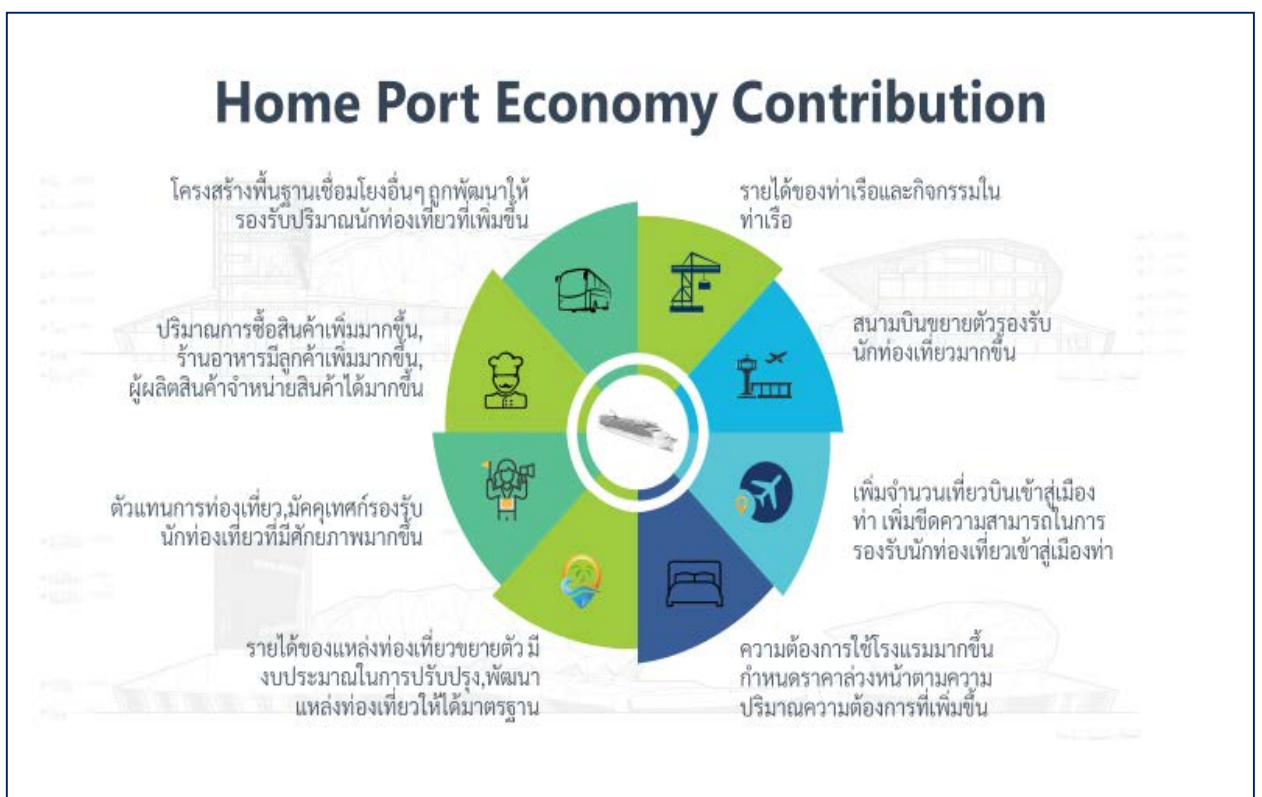 Home Port Economy Contribution
โครงสร้างพื้นฐานเชื่อมโยงอื่นๆ ถูกพัฒนาให้
รองรับปริมาณนักท่องเที่ยวที่เพิ่มขึ้น
รายได้ของท่าเรือและกิจกรรมใน
ท่าเรือ
ปริมาณการซื้อสินค้าเพิ่มมากขึ้น,
ร้านอาหารมีลูกค้าเพิ่มมากขึ้น,
ผู้ผลิตสินค้าจำหน่ายสินค้าได้มากขึ้น
สนามบินขยายตัวรองรับ
นักท่องเที่ยวมากขึ้น
ตัวแทนการท่องเที่ยว,มัคคุเทศก์รองรับ
นักท่องเที่ยวที่มีศักยภาพมากขึ้น
เพิ่มจำนวนเที่ยวบินเข้าสู่เมือง
ท่า เพิ่มขีดความสามารถในการ
รองรับนักท่องเที่ยวเข้าสู่เมืองท่า
รายได้ของแหล่งท่องเที่ยวขยายตัว มี
งบประมาณในการปรับปรุง,พัฒนา
แหล่งท่องเที่ยวให้ได้มาตรฐาน
ความต้องการใช้โรงแรมมากขึ้น
กำหนดราคาล่วงหน้าตามความ
ปริมาณความต้องการที่เพิ่มขึ้น